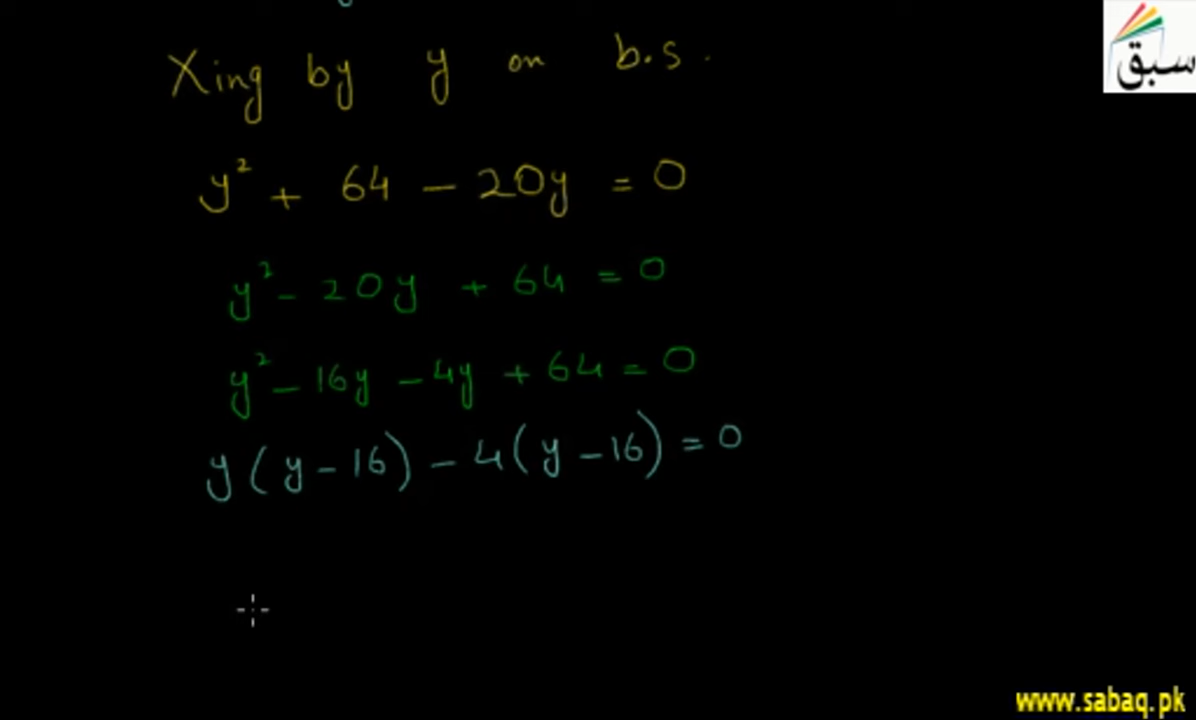 سبق
Xing by y on b.s.
y² + 64 - 20y = 0
y² - 20y + 64 = 0
y² - 16y - 4y + 64 = 0
y(y-16) - 4(y-16) = 0
www.sabaq.pk